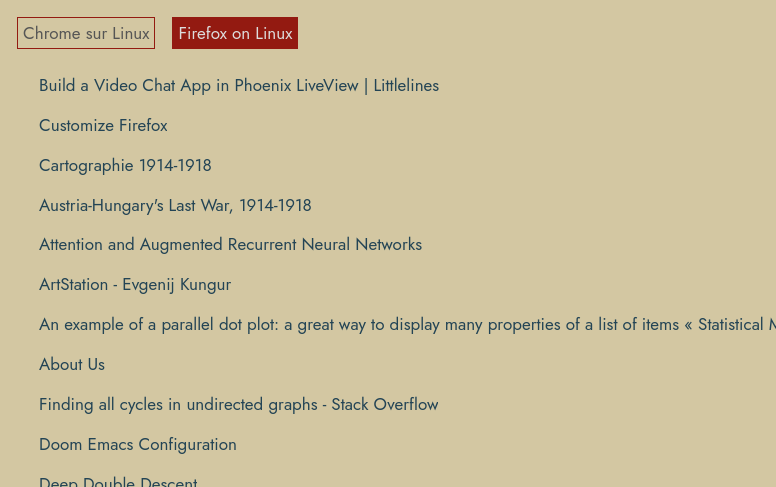 Chrome sur Linux Firefox on Linux
Build a Video Chat App in Phoenix LiveView | Littlelines
Customize Firefox
Cartographie 1914-1918
Austria-Hungary's Last War, 1914-1918
Attention and Augmented Recurrent Neural Networks
ArtStation - Evgenij Kungur
An example of a parallel dot plot: a great way to display many properties of a list of items « Statistical M
About Us
Finding all cycles in undirected graphs - Stack Overflow
Doom Emacs Configuration
Deep Double Descent